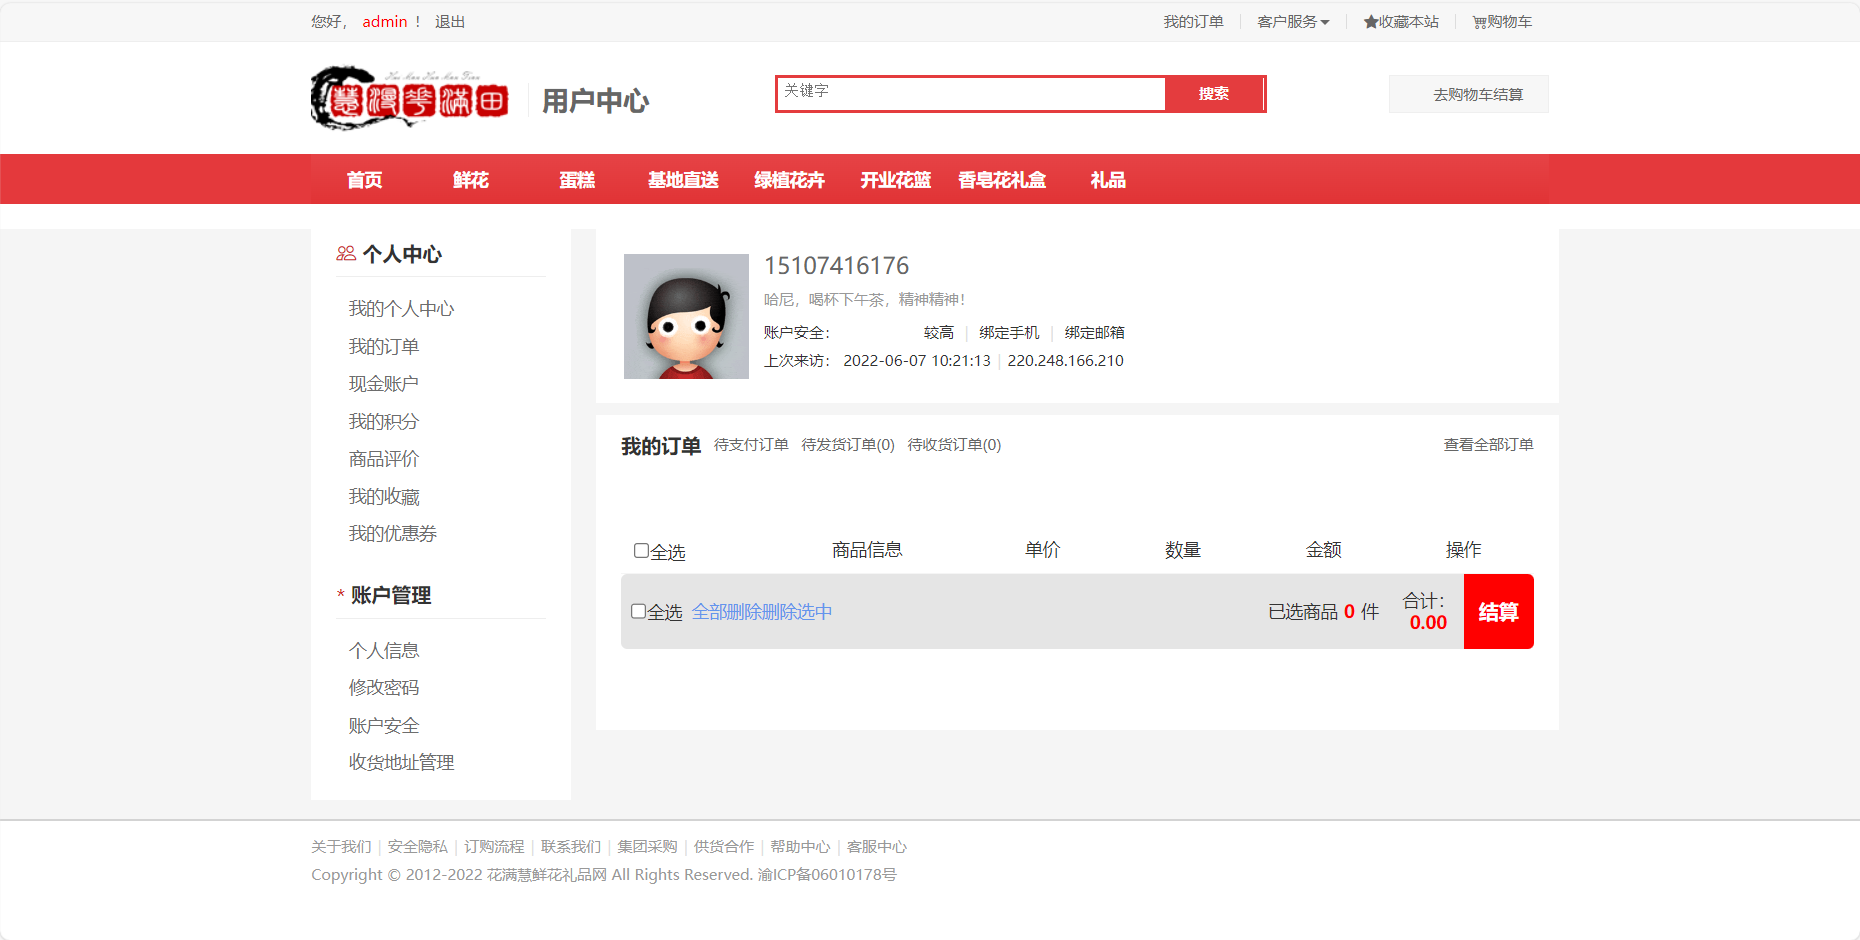 您好， admin ！ 退出
我的订单 客户服务 收藏本站 购物车
慧漫花满田
用户中心
关键字 搜索
去购物车结算
首页 鲜花 蛋糕 基地直送 绿植花卉 开业花篮 香皂花礼盒 礼品
个人中心
我的个人中心
我的订单
现金账户
我的积分
商品评价
我的收藏
我的优惠券
* 账户管理
个人信息
修改密码
账户安全
收货地址管理
15107416176
哈尼，喝杯下午茶，精神精神！
账户安全： 较高 | 绑定手机 | 绑定邮箱
上次来访： 2022-06-07 10:21:13 | 220.248.166.210
我的订单 待支付订单 待发货订单(0) 待收货订单(0) 查看全部订单
全选 商品信息 单价 数量 金额 操作
全选 全部删除删除选中 已选商品 0 件 合计： 0.00 结算
关于我们 | 安全隐私 | 订购流程 | 联系我们 | 集团采购 | 供货合作 | 帮助中心 | 客服中心
Copyright © 2012-2022 花满慧鲜花礼品网 All Rights Reserved. 渝ICP备06010178号